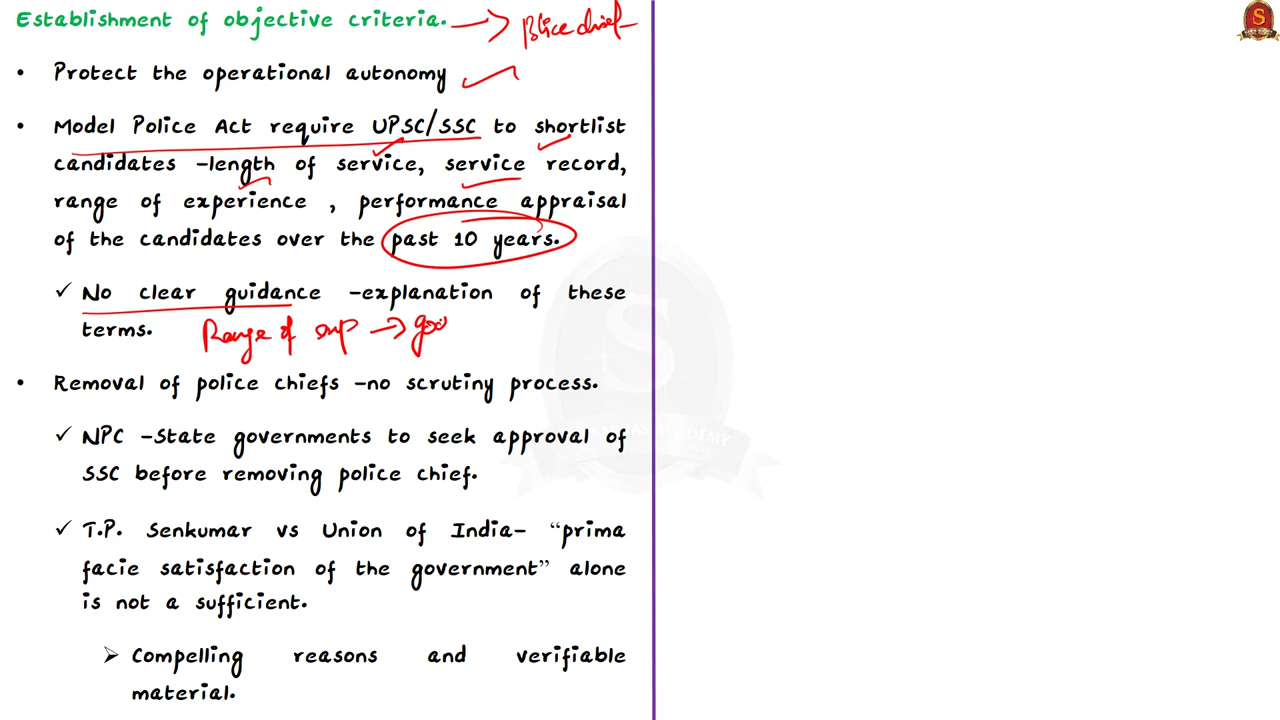 Establishment of objective criteria. → Police chief
• Protect the operational autonomy
• Model Police Act require UPSC/SSC to shortlist
candidates -length of service, service record,
range of experience , performance appraisal
of the candidates over the past 10 years.
✓ No clear guidance -explanation of these
terms. Range of exp →
• Removal of police chiefs -no scrutiny process.
✓ NPC -State governments to seek approval of
SSC before removing police chief.
✓ T.P. Senkumar vs Union of India- “prima
facie satisfaction of the government” alone
is not a sufficient.
➢ Compelling reasons and verifiable
material.